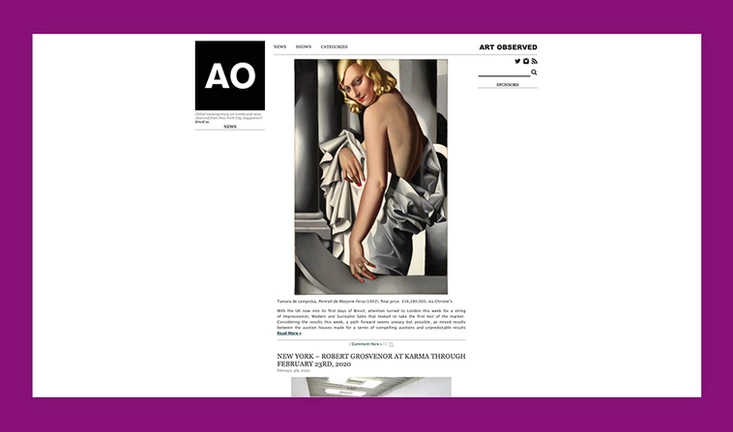 AO
NEWS SHOWS CATEGORIES
ART OBSERVED
Global contemporary art events and news
observed from New York City. Suggestion?
Email us.
NEWS
SPONSORS
Tamara de Lempicka, Portrait de Marjorie Ferry (1932), final price: £16,280,000, via Christie's
With the UK now into its first days of Brexit, attention turned to London this week for a string
of Impressionist, Modern and Surrealist Sales that looked to take the first test of the market.
Considering the results this week, a path forward seems uneasy but possible, as mixed results
between the auction houses made for a series of compelling auctions and unpredictable results
Read More »
| Comment Here » | |
NEW YORK – ROBERT GROSVENOR AT KARMA THROUGH
FEBRUARY 23RD, 2020
February 4th, 2020